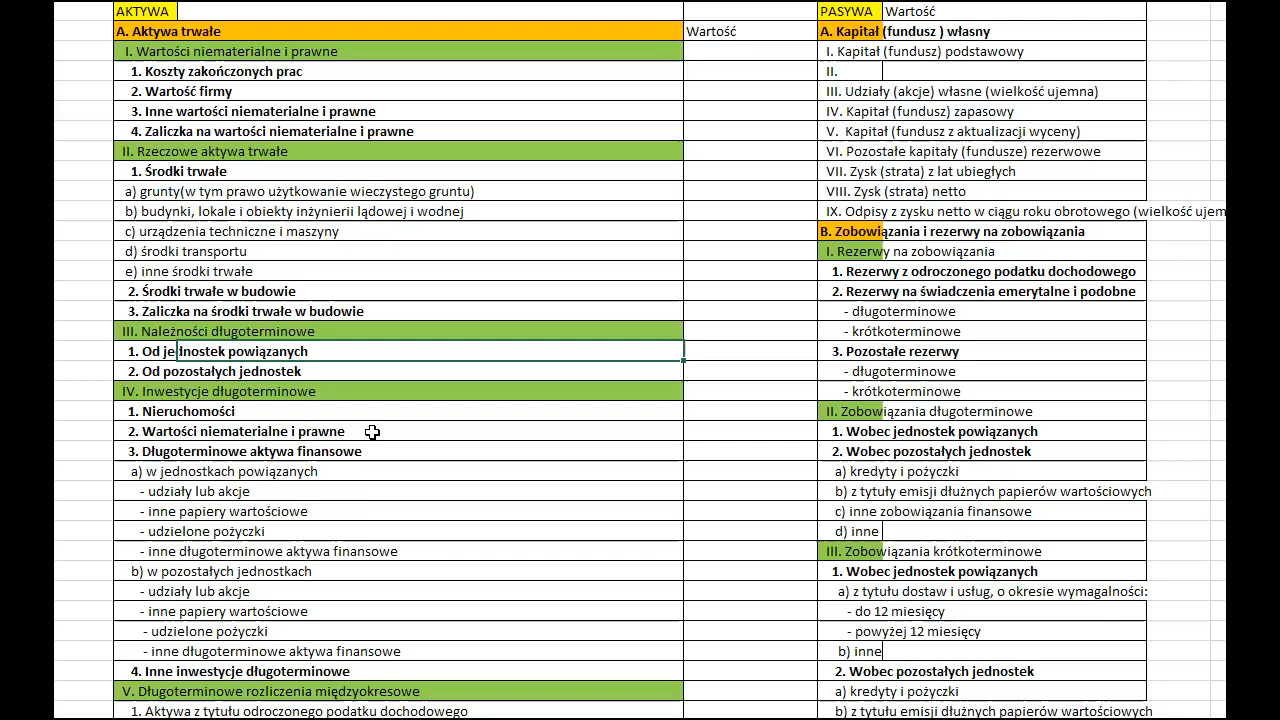 AKTYWA
A. Aktywa trwałe
Wartość
I. Wartości niematerialne i prawne
1. Koszty zakończonych prac
2. Wartość firmy
3. Inne wartości niematerialne i prawne
4. Zaliczka na wartości niematerialne i prawne
II. Rzeczowe aktywa trwałe
1. Środki trwałe
a) grunty(w tym prawo użytkowanie wieczystego gruntu)
b) budynki, lokale i obiekty inżynierii lądowej i wodnej
c) urządzenia techniczne i maszyny
d) środki transportu
e) inne środki trwałe
2. Środki trwałe w budowie
3. Zaliczka na środki trwałe w budowie
III. Należności długoterminowe
1. Od jednostek powiązanych
2. Od pozostałych jednostek
IV. Inwestycje długoterminowe
1. Nieruchomości
2. Wartości niematerialne i prawne
3. Długoterminowe aktywa finansowe
a) w jednostkach powiązanych
- udziały lub akcje
- inne papiery wartościowe
- udzielone pożyczki
- inne długoterminowe aktywa finansowe
b) w pozostałych jednostkach
- udziały lub akcje
- inne papiery wartościowe
- udzielone pożyczki
- inne długoterminowe aktywa finansowe
4. Inne inwestycje długoterminowe
V. Długoterminowe rozliczenia międzyokresowe
1. Aktywa z tytułu odroczonego podatku dochodowego
PASYWA Wartość
A. Kapitał (fundusz ) własny
I. Kapitał (fundusz) podstawowy
II.
III. Udziały (akcje) własne (wielkość ujemna)
IV. Kapitał (fundusz) zapasowy
V. Kapitał (fundusz z aktualizacji wyceny)
VI. Pozostałe kapitały (fundusze) rezerwowe
VII. Zysk (strata) z lat ubiegłych
VIII. Zysk (strata) netto
IX. Odpisy z zysku netto w ciągu roku obrotowego (wielkość ujem
B. Zobowiązania i rezerwy na zobowiązania
I. Rezerwy na zobowiązania
1. Rezerwy z odroczonego podatku dochodowego
2. Rezerwy na świadczenia emerytalne i podobne
- długoterminowe
- krótkoterminowe
3. Pozostałe rezerwy
- długoterminowe
- krótkoterminowe
II. Zobowiązania długoterminowe
1. Wobec jednostek powiązanych
2. Wobec pozostałych jednostek
a) kredyty i pożyczki
b) z tytuły emisji dłużnych papierów wartościowych
c) inne zobowiązania finansowe
d) inne
III. Zobowiązania krótkoterminowe
1. Wobec jednostek powiązanych
a) z tytułu dostaw i usług, o okresie wymagalności:
- do 12 miesięcy
- powyżej 12 miesięcy
b) inne
2. Wobec pozostałych jednostek
a) kredyty i pożyczki
b) z tytułu emisji dłużnych papierów wartościowych